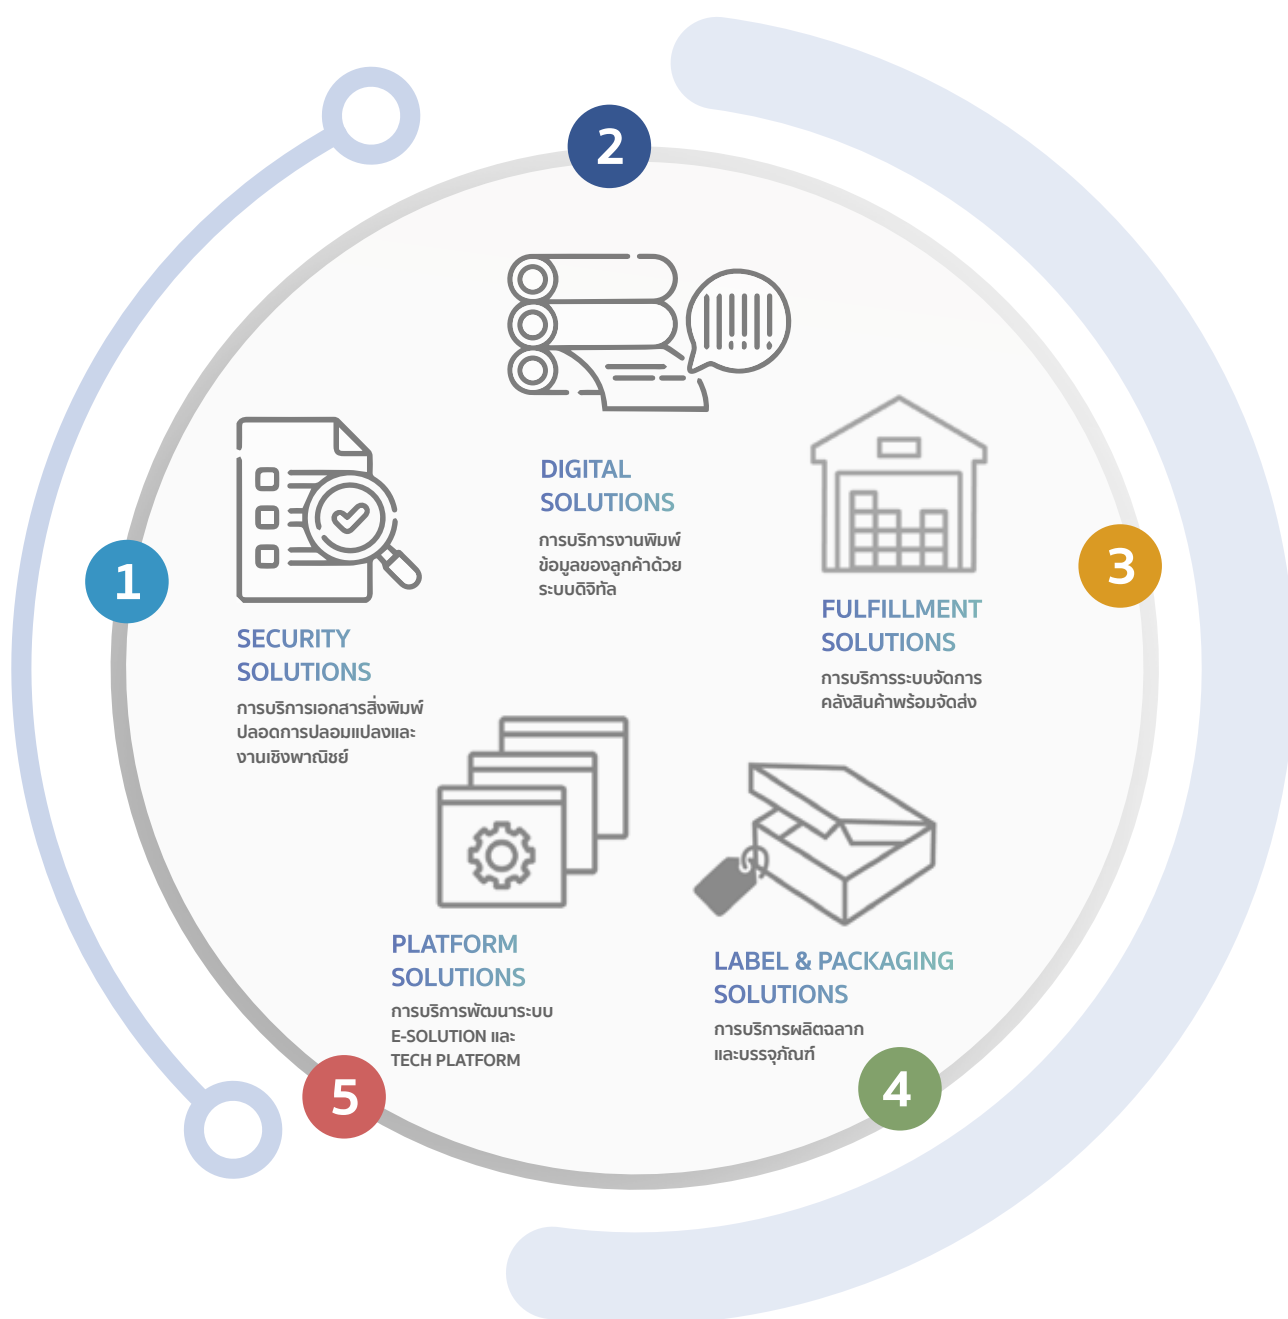 1
SECURITY
SOLUTIONS
การบริการเอกสารสิ่งพิมพ์
ปลอดการปลอมแปลงและ
งานเชิงพาณิชย์
2
DIGITAL
SOLUTIONS
การบริการงานพิมพ์
ข้อมูลของลูกค้าด้วย
ระบบดิจิทัล
3
FULFILLMENT
SOLUTIONS
การบริการระบบจัดการ
คลังสินค้าพร้อมจัดส่ง
4
LABEL & PACKAGING
SOLUTIONS
การบริการผลิตฉลาก
และบรรจุภัณฑ์
5
PLATFORM
SOLUTIONS
การบริการพัฒนาระบบ
E-SOLUTION และ
TECH PLATFORM